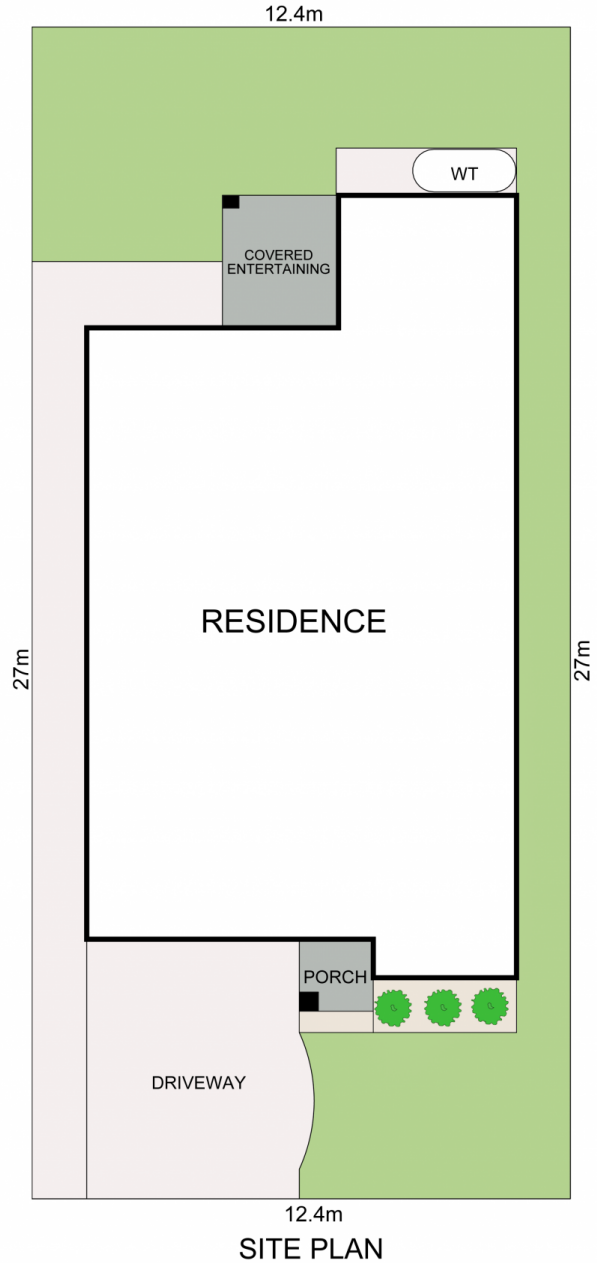 12.4m
WT
COVERED
ENTERTAINING
RESIDENCE
27m
27m
PORCH
DRIVEWAY
12.4m
SITE PLAN